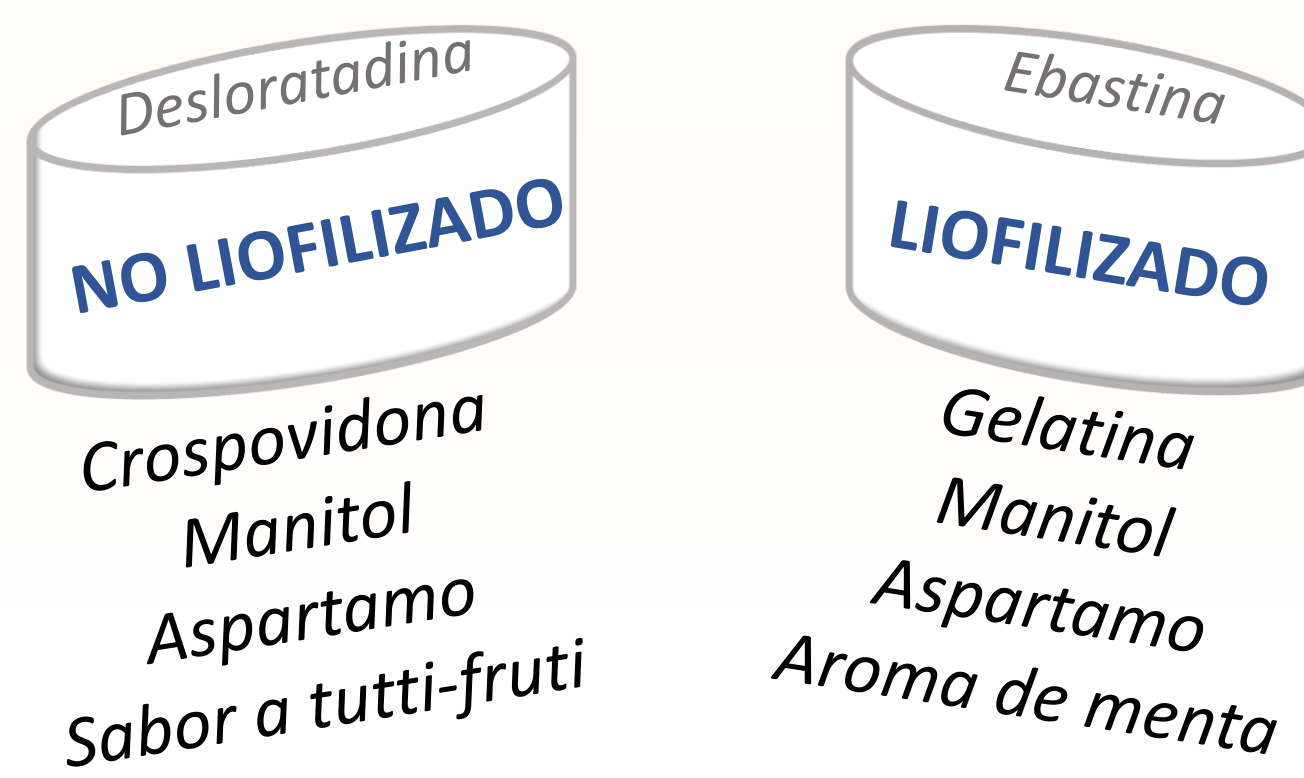 Desloratadina
NO LIOFILIZADO
Crospovidona
Manitol
Aspartamo
Sabor a tutti-fruti
Ebastina
LIOFILIZADO
Gelatina
Manitol
Aspartamo
Aroma de menta